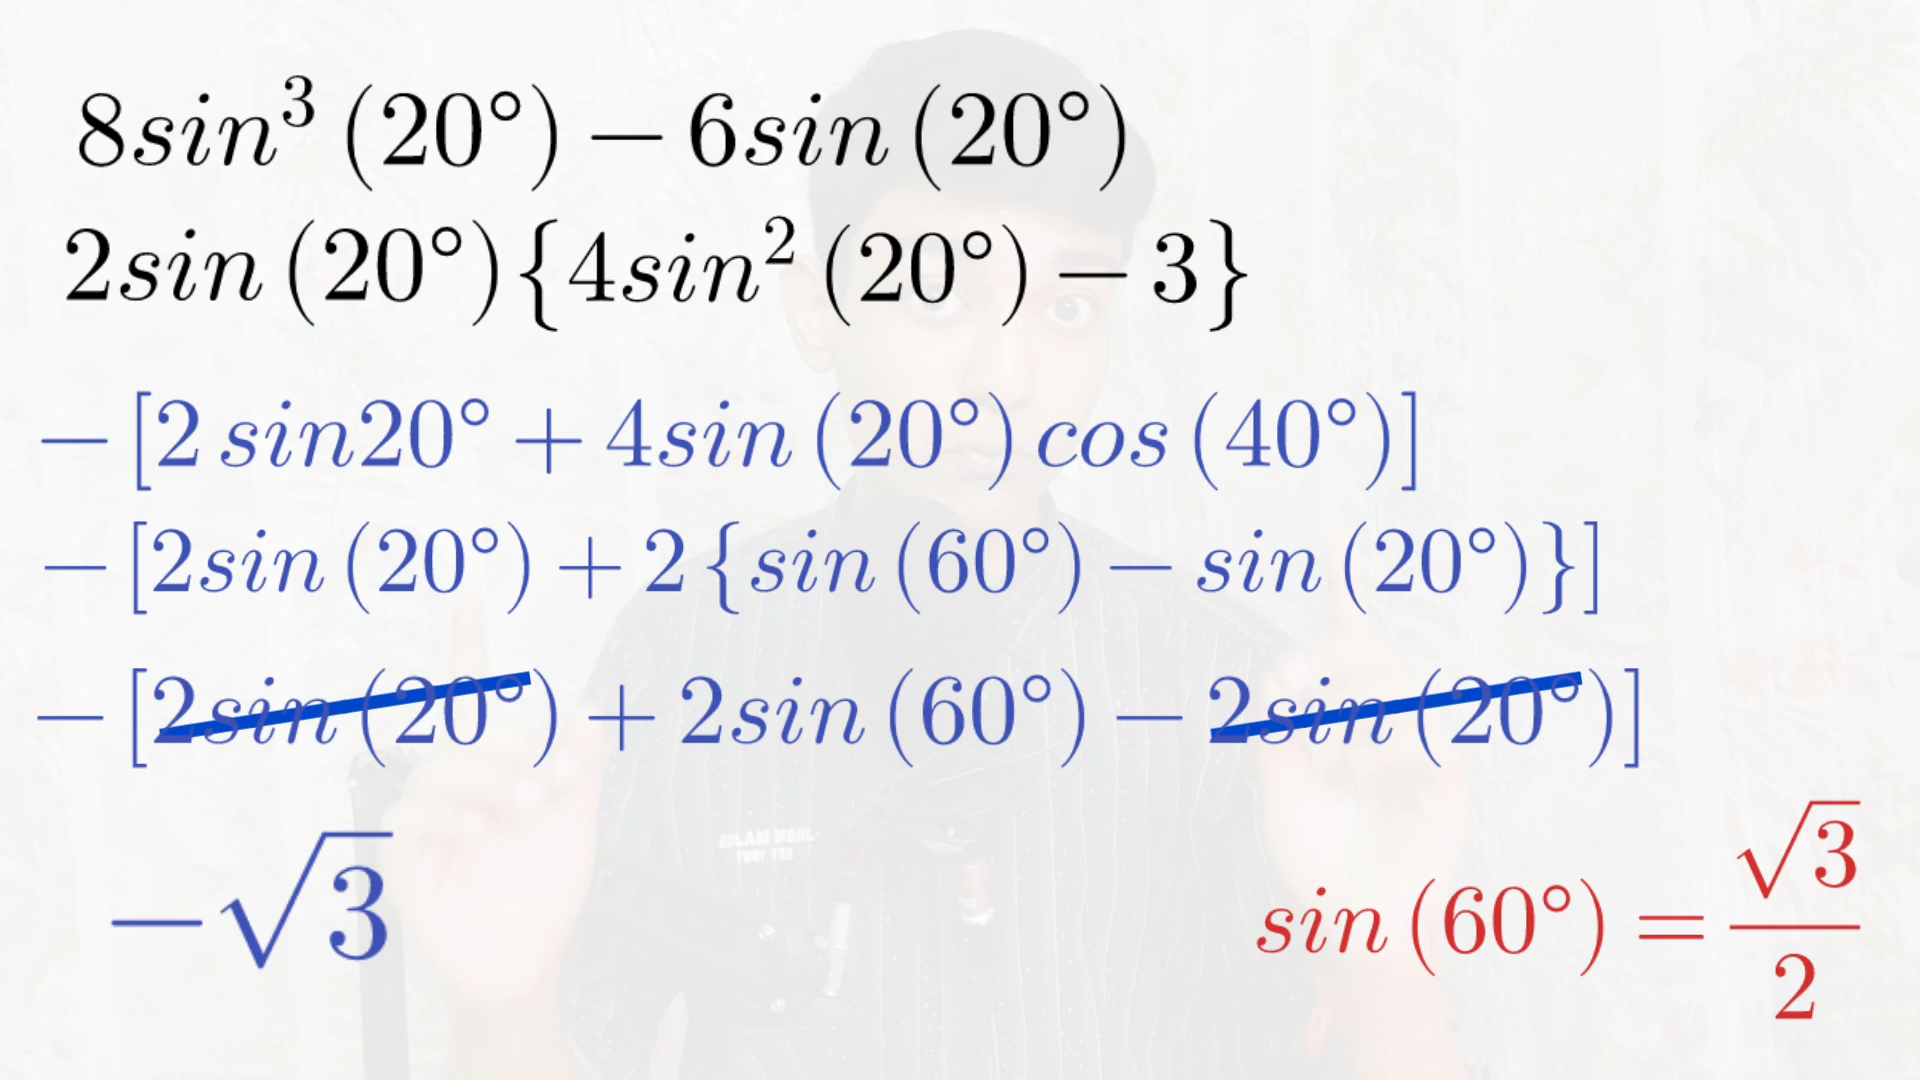 8sin³ (20°) − 6sin (20°)
2sin (20°){4sin² (20°) − 3}
− [2 sin20° + 4sin (20°) cos (40°)]
− [2sin (20°) + 2 {sin (60°) − sin (20°)}]
− [2sin (20°) + 2sin (60°) − 2sin (20°)]
−√3
sin (60°) = √3/2